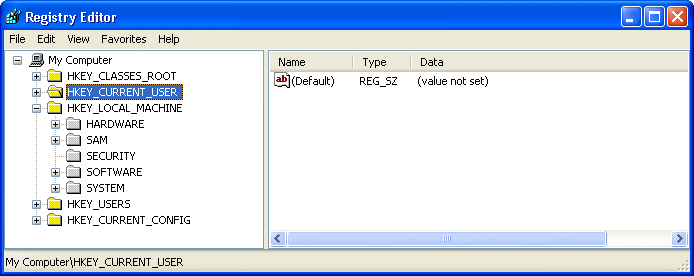 Registry Editor
File Edit View Favorites Help
My Computer
HKEY_CLASSES_ROOT
HKEY_CURRENT_USER
HKEY_LOCAL_MACHINE
HARDWARE
SAM
SECURITY
SOFTWARE
SYSTEM
HKEY_USERS
HKEY_CURRENT_CONFIG
Name Type Data
ab (Default) REG_SZ (value not set)
My Computer\HKEY_CURRENT_USER